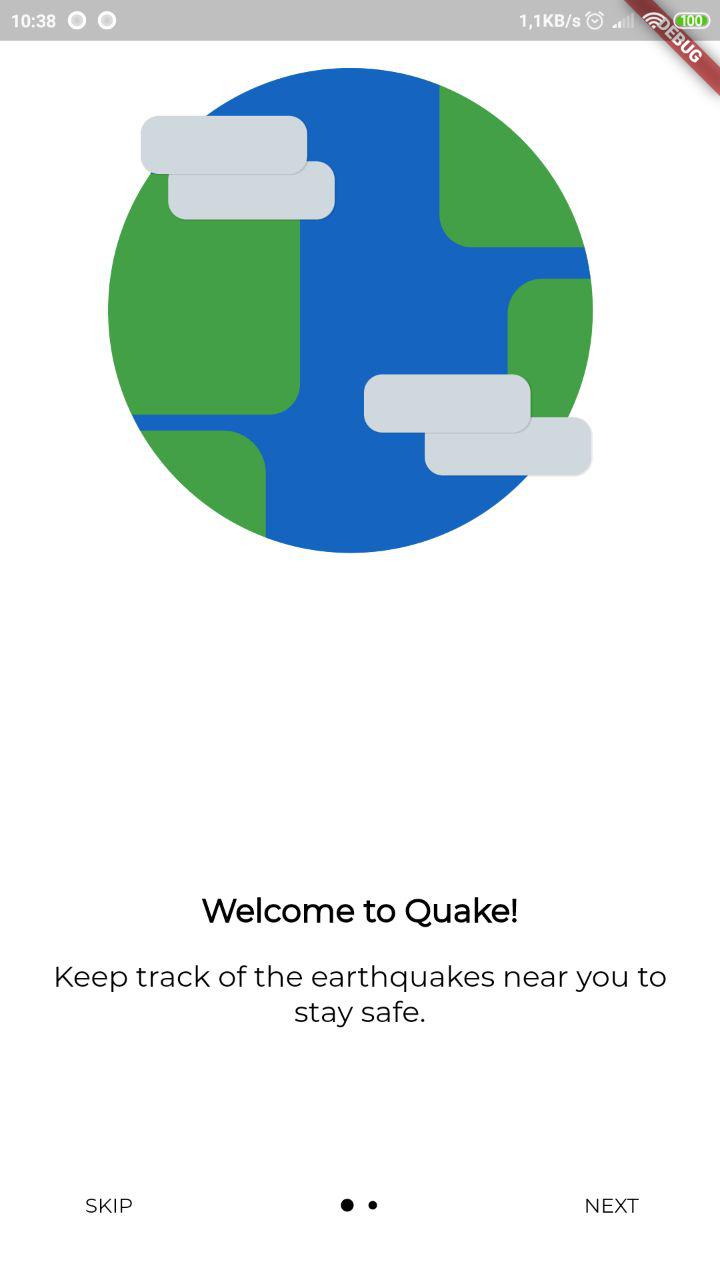 10:38 1,1KB/s 100
DEBUG
Welcome to Quake!
Keep track of the earthquakes near you to
stay safe.
SKIP NEXT